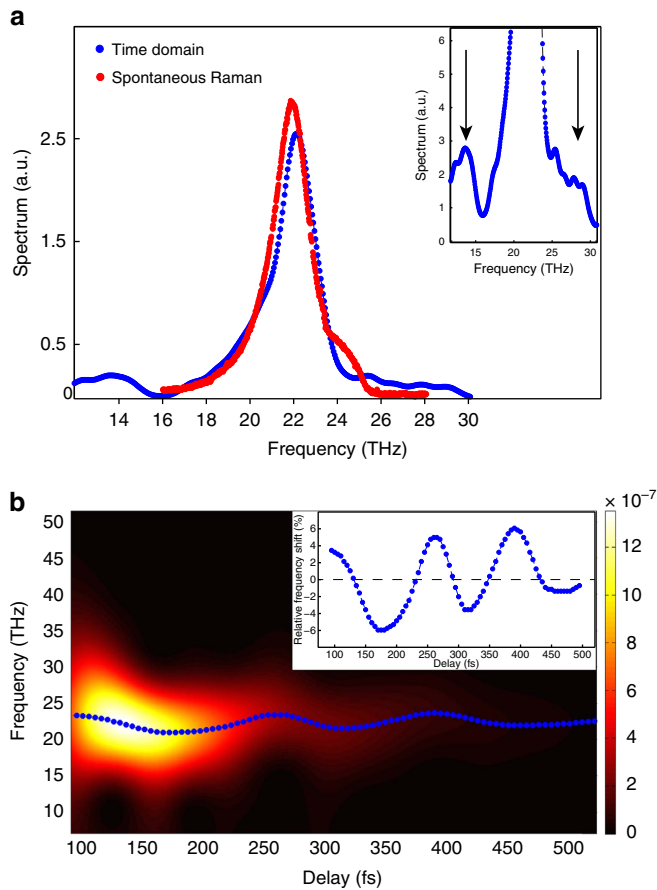 a
Time domain
Spontaneous Raman
Spectrum (a.u.)
2.5
1.5
0.5
0
14 16 18 20 22 24 26 28 30
Frequency (THz)
Spectrum (a.u.)
6
5
4
3
2
1
0
15 20 25 30
Frequency (THz)
b
Frequency (THz)
50
45
40
35
30
25
20
15
10
100 150 200 250 300 350 400 450 500
Delay (fs)
Relative frequency shift (%)
6
4
2
0
-2
-4
-6
100 150 200 250 300 350 400 450 500
Delay (fs)
× 10⁻⁷
12
10
8
6
4
2
0